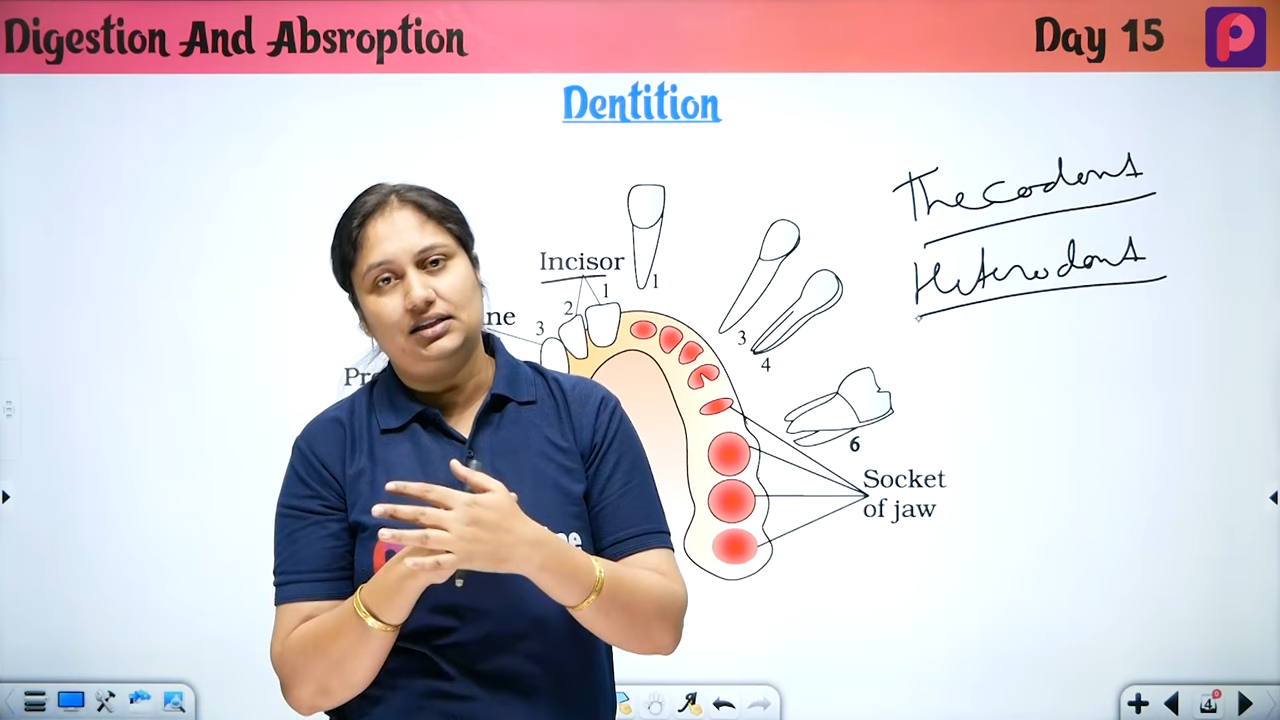 Digestion And Absroption
Day 15
Dentition
Thecodont
Heterodont
Incisor
1
1
2
3
3
4
6
Socket
of jaw
4